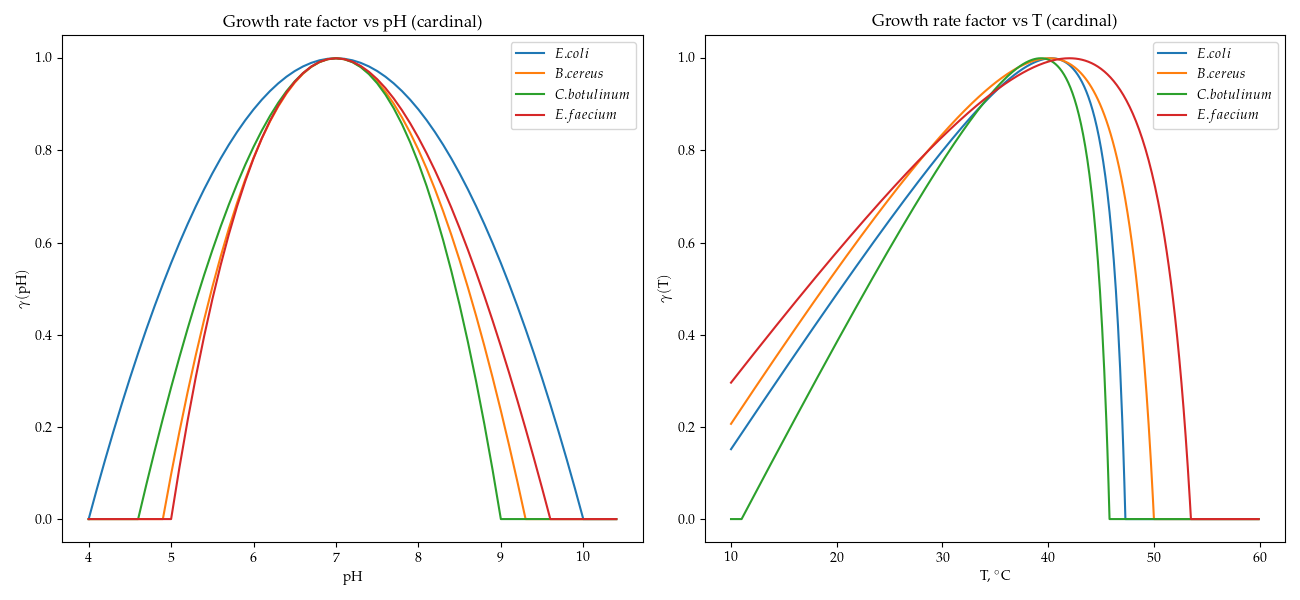 Growth rate factor vs pH (cardinal)
E.coli
B.cereus
C.botulinum
E.faecium
1.0
0.8
0.6
0.4
0.2
0.0
γ(pH)
4 5 6 7 8 9 10
pH
Growth rate factor vs T (cardinal)
E.coli
B.cereus
C.botulinum
E.faecium
1.0
0.8
0.6
0.4
0.2
0.0
γ(T)
10 20 30 40 50 60
T, °C